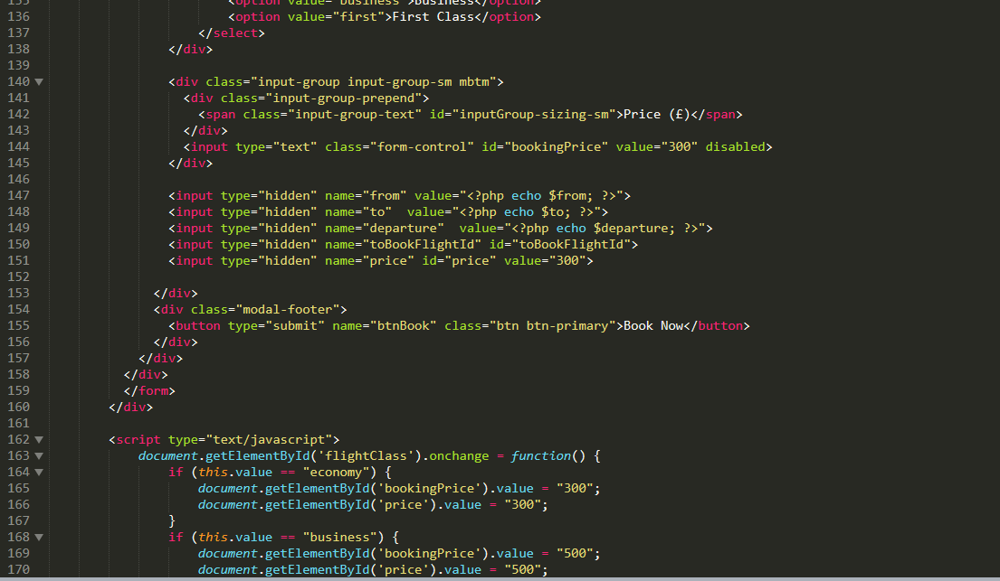 135 <option value="business">Business</option>
136 <option value="first">First Class</option>
137 </select>
138 </div>
139
140 <div class="input-group input-group-sm mbtm">
141 <div class="input-group-prepend">
142 <span class="input-group-text" id="inputGroup-sizing-sm">Price (£)</span>
143 </div>
144 <input type="text" class="form-control" id="bookingPrice" value="300" disabled>
145 </div>
146
147 <input type="hidden" name="from" value="<?php echo $from; ?>">
148 <input type="hidden" name="to"  value="<?php echo $to; ?>">
149 <input type="hidden" name="departure"  value="<?php echo $departure; ?>">
150 <input type="hidden" name="toBookFlightId" id="toBookFlightId">
151 <input type="hidden" name="price" id="price" value="300">
152
153 </div>
154 <div class="modal-footer">
155 <button type="submit" name="btnBook" class="btn btn-primary">Book Now</button>
156 </div>
157 </div>
158 </div>
159 </form>
160 </div>
161
162 <script type="text/javascript">
163 document.getElementById('flightClass').onchange = function() {
164 if (this.value == "economy") {
165 document.getElementById('bookingPrice').value = "300";
166 document.getElementById('price').value = "300";
167 }
168 if (this.value == "business") {
169 document.getElementById('bookingPrice').value = "500";
170 document.getElementById('price').value = "500";